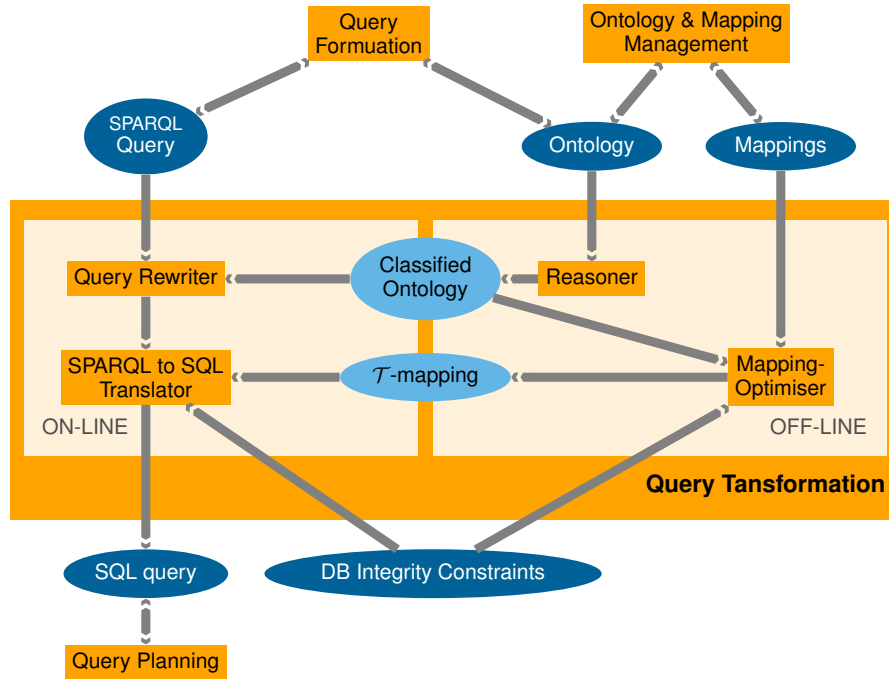 Query
Formuation
Ontology & Mapping
Management
SPARQL
Query
Ontology
Mappings
Query Rewriter
Classified
Ontology
Reasoner
SPARQL to SQL
Translator
𝒯-mapping
Mapping-
Optimiser
ON-LINE
OFF-LINE
Query Tansformation
SQL query
DB Integrity Constraints
Query Planning